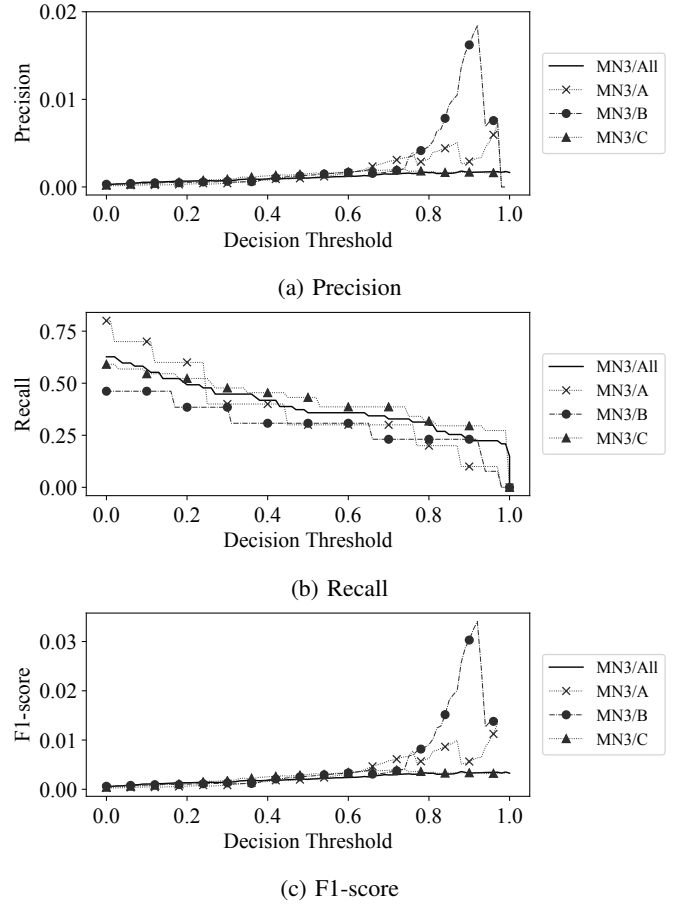 0.02
0.01
0.00
Precision
0.0 0.2 0.4 0.6 0.8 1.0
Decision Threshold
MN3/All
MN3/A
MN3/B
MN3/C
(a) Precision
0.75
0.50
0.25
0.00
Recall
0.0 0.2 0.4 0.6 0.8 1.0
Decision Threshold
MN3/All
MN3/A
MN3/B
MN3/C
(b) Recall
0.03
0.02
0.01
0.00
F1-score
0.0 0.2 0.4 0.6 0.8 1.0
Decision Threshold
MN3/All
MN3/A
MN3/B
MN3/C
(c) F1-score